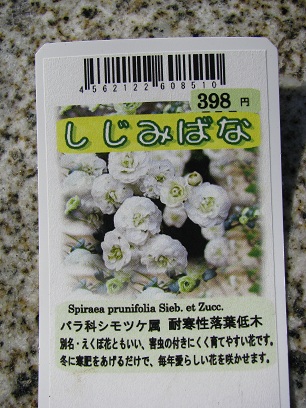 4562122608510
398 円
しじみばな
Spiraea prunifolia Sieb. et Zucc.
バラ科シモツケ属 耐寒性落葉低木
別名・えくぼ花ともいい、害虫の付きにくく育てやすい花です。
冬に寒肥をあげるだけで、毎年愛らしい花を咲かせます。